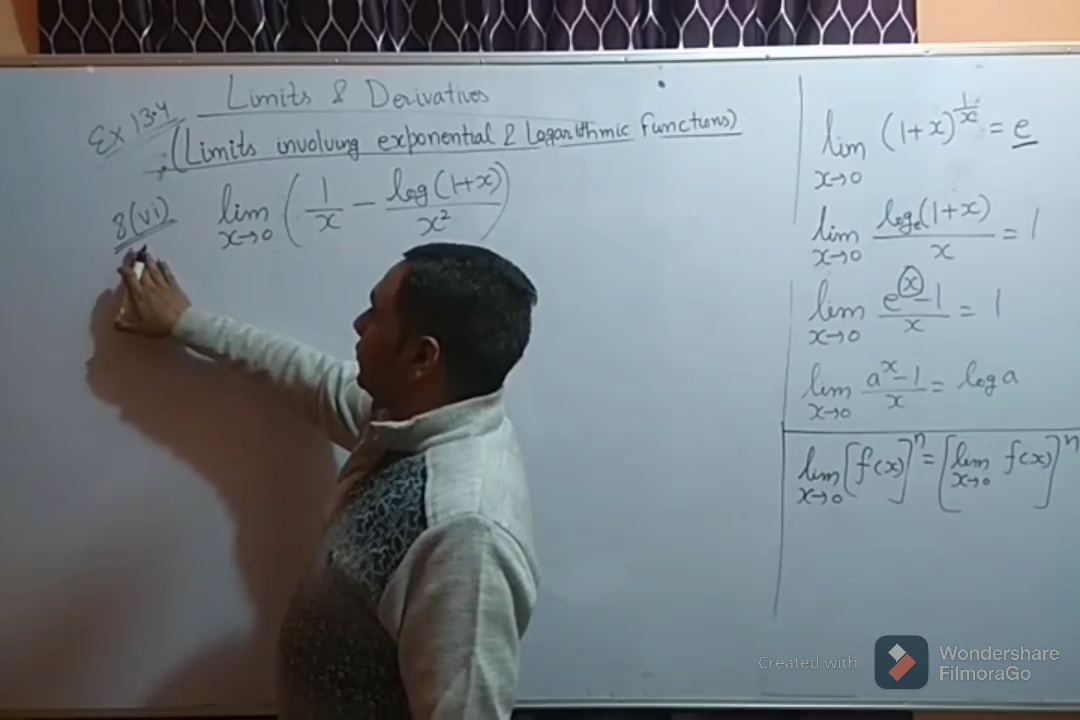 Limits & Derivatives
Ex 13.4
(Limits involving exponential & Logarithmic Functions)
8(vi) lim x→0 (1/x - log(1+x)/x²)
lim x→0 (1+x)^(1/x) = e
lim x→0 logₑ(1+x)/x = 1
lim x→0 (e^x-1)/x = 1
lim x→0 (a^x-1)/x = log a
lim x→0 [f(x)]^n = [lim x→0 f(x)]^n
Created with Wondershare FilmoraGo